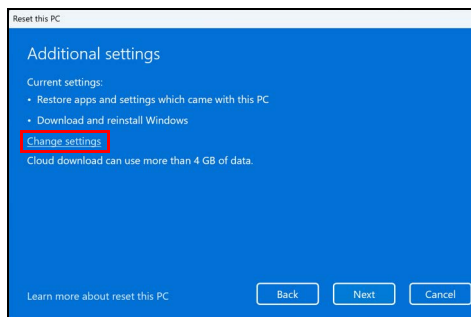 Reset this PC
Additional settings
Current settings:
• Restore apps and settings which came with this PC
• Download and reinstall Windows
Change settings
Cloud download can use more than 4 GB of data.
Learn more about reset this PC
Back
Next
Cancel